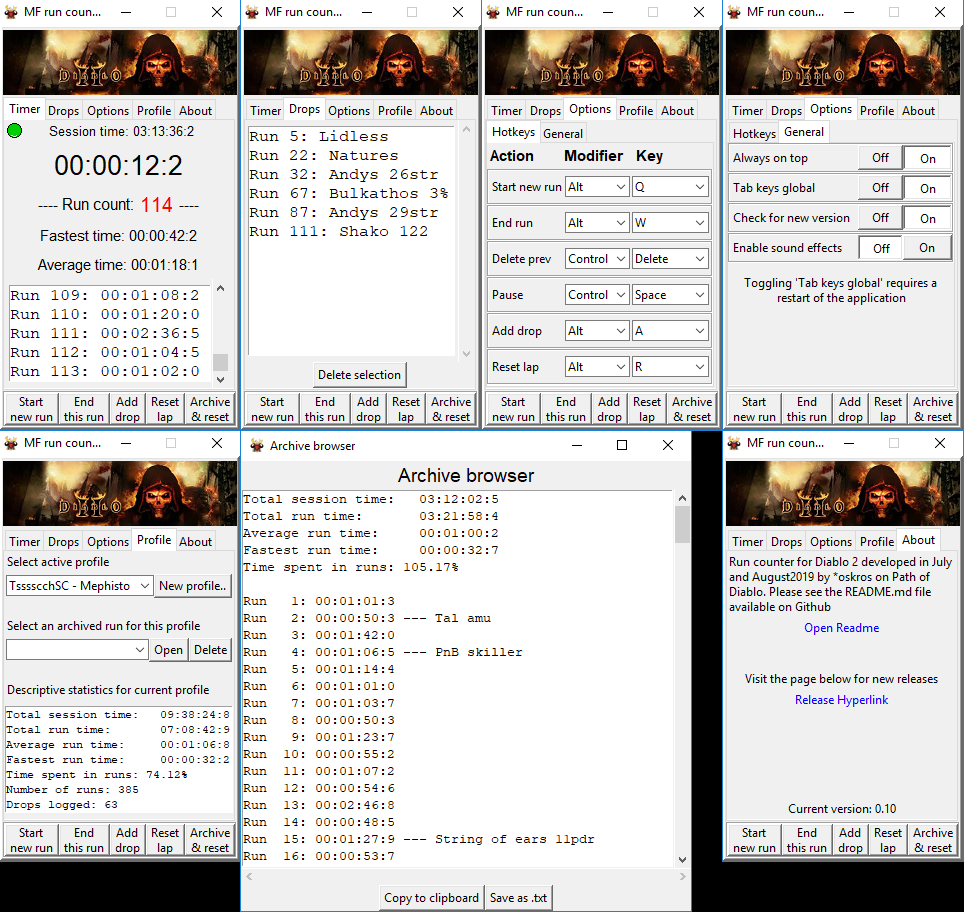 MF run coun...
Diablo II
Timer Drops Options Profile About
Session time: 03:13:36:2
00:00:12:2
---- Run count: 114 ----
Fastest time: 00:00:42:2
Average time: 00:01:18:1
Run 109: 00:01:08:2
Run 110: 00:01:20:0
Run 111: 00:02:36:5
Run 112: 00:01:04:5
Run 113: 00:01:02:0
Start new run
End this run
Add drop
Reset lap
Archive & reset
MF run coun...
Diablo II
Timer Drops Options Profile About
Run 5: Lidless
Run 22: Natures
Run 32: Andys 26str
Run 67: Bulkathos 3%
Run 87: Andys 29str
Run 111: Shako 122
Delete selection
Start new run
End this run
Add drop
Reset lap
Archive & reset
MF run coun...
Diablo II
Timer Drops Options Profile About
Hotkeys General
Action Modifier Key
Start new run Alt Q
End run Alt W
Delete prev Control Delete
Pause Control Space
Add drop Alt A
Reset lap Alt R
Start new run
End this run
Add drop
Reset lap
Archive & reset
MF run coun...
Diablo II
Timer Drops Options Profile About
Hotkeys General
Always on top Off On
Tab keys global Off On
Check for new version Off On
Enable sound effects Off On
Toggling 'Tab keys global' requires a
restart of the application
Start new run
End this run
Add drop
Reset lap
Archive & reset
MF run coun...
Diablo II
Timer Drops Options Profile About
Select active profile
TsssscchSC - Mephisto New profile..
Select an archived run for this profile
Open Delete
Descriptive statistics for current profile
Total session time: 09:38:24:8
Total run time: 07:08:42:9
Average run time: 00:01:06:8
Fastest run time: 00:00:32:2
Time spent in runs: 74.12%
Number of runs: 385
Drops logged: 63
Start new run
End this run
Add drop
Reset lap
Archive & reset
Archive browser
Archive browser
Total session time: 03:12:02:5
Total run time: 03:21:58:4
Average run time: 00:01:00:2
Fastest run time: 00:00:32:7
Time spent in runs: 105.17%
Run 1: 00:01:01:3
Run 2: 00:00:50:3 --- Tal amu
Run 3: 00:01:42:0
Run 4: 00:01:06:5 --- PnB skiller
Run 5: 00:01:14:4
Run 6: 00:01:01:0
Run 7: 00:01:03:7
Run 8: 00:00:50:3
Run 9: 00:01:23:7
Run 10: 00:00:55:2
Run 11: 00:01:07:2
Run 12: 00:00:54:6
Run 13: 00:02:46:8
Run 14: 00:00:48:5
Run 15: 00:01:27:9 --- String of ears 11pdr
Run 16: 00:00:53:7
Copy to clipboard Save as .txt
MF run coun...
Diablo II
Timer Drops Options Profile About
Run counter for Diablo 2 developed in July
and August2019 by *oskros on Path of
Diablo. Please see the README.md file
available on Github
Open Readme
Visit the page below for new releases
Release Hyperlink
Current version: 0.10
Start new run
End this run
Add drop
Reset lap
Archive & reset